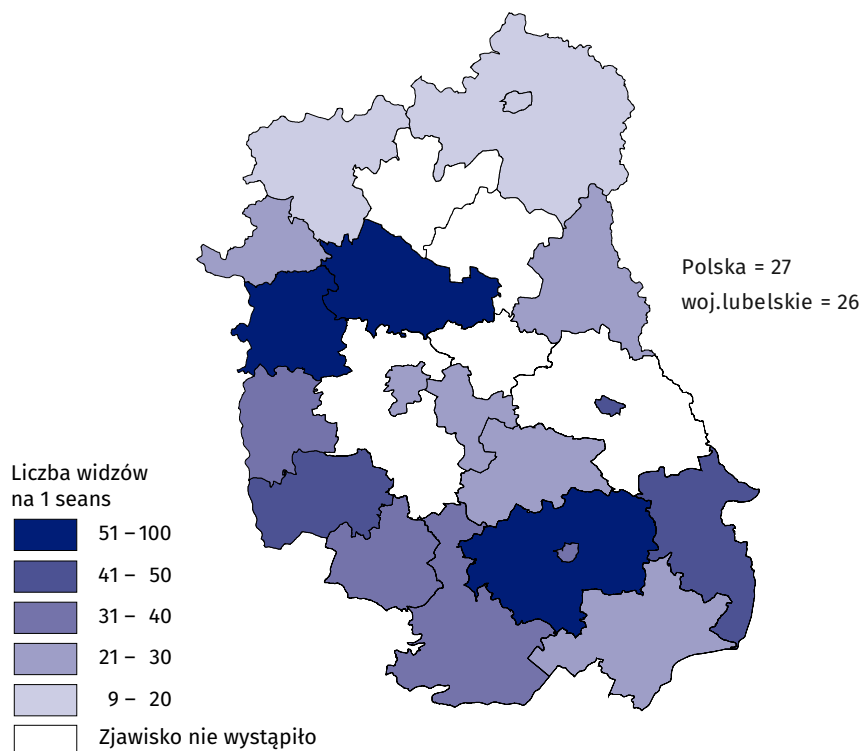 Polska = 27
woj.lubelskie = 26
Liczba widzów
na 1 seans
51 – 100
41 – 50
31 – 40
21 – 30
9 – 20
Zjawisko nie wystąpiło